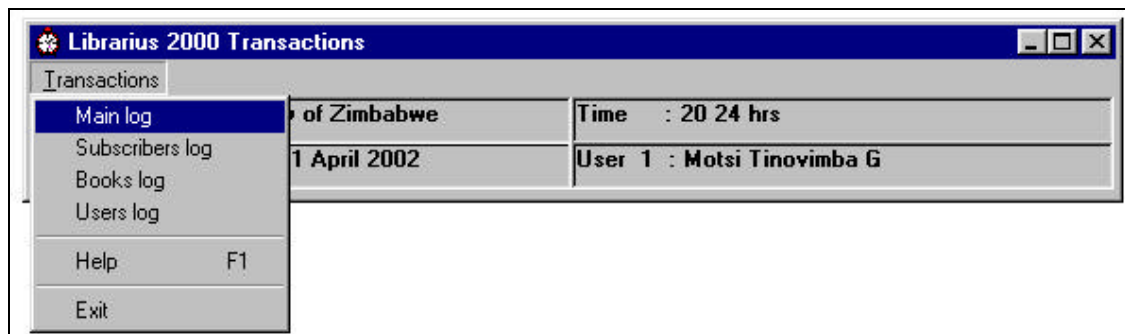 Librarius 2000 Transactions
Transactions
Main log
of Zimbabwe
Time : 20 24 hrs
Subscribers log
1 April 2002
User 1 : Motsi Tinovimba G
Books log
Users log
Help F1
Exit